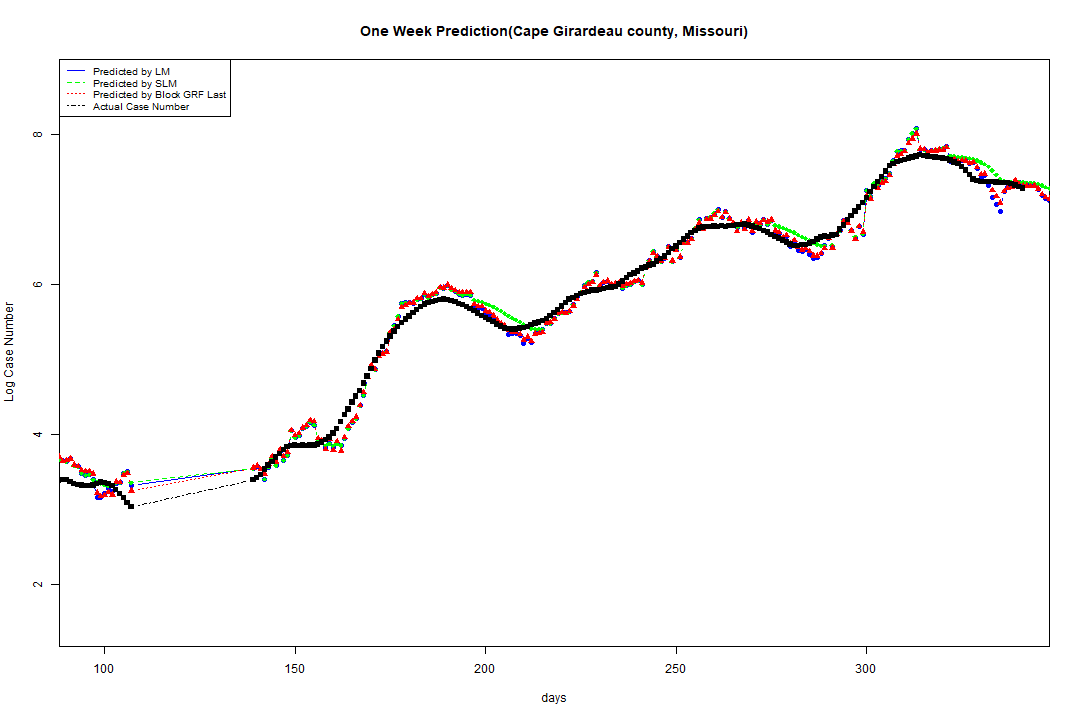 One Week Prediction(Cape Girardeau county, Missouri)
Predicted by LM
Predicted by SLM
Predicted by Block GRF Last
Actual Case Number
8
6
4
2
Log Case Number
100 150 200 250 300
days